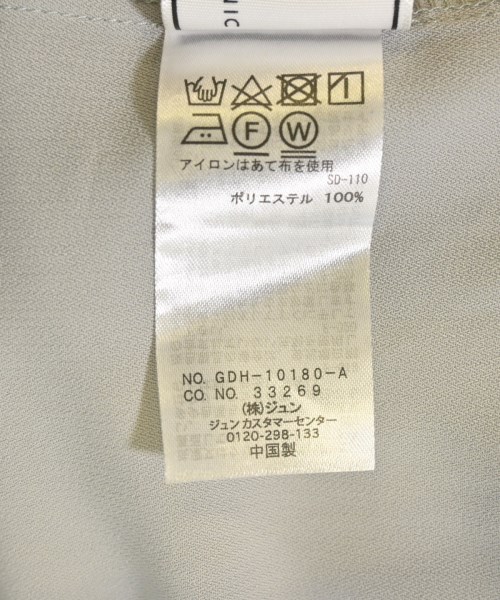 NIC
F W
アイロンはあて布を使用
SD-110
ポリエステル 100%
NO. GDH-10180-A
CO. NO. 33269
(株)ジュン
ジュンカスタマーセンター
0120-298-133
中国製